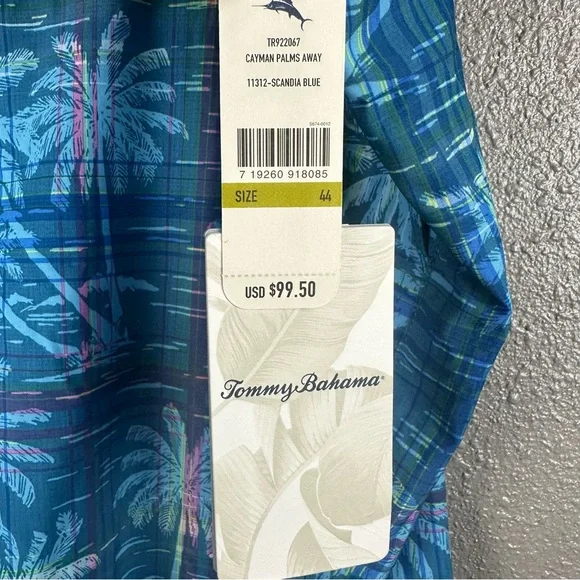 TR922067
CAYMAN PALMS AWAY
11312-SCANDIA BLUE
7 19260 918085
SIZE 44
USD $99.50
Tommy Bahama®